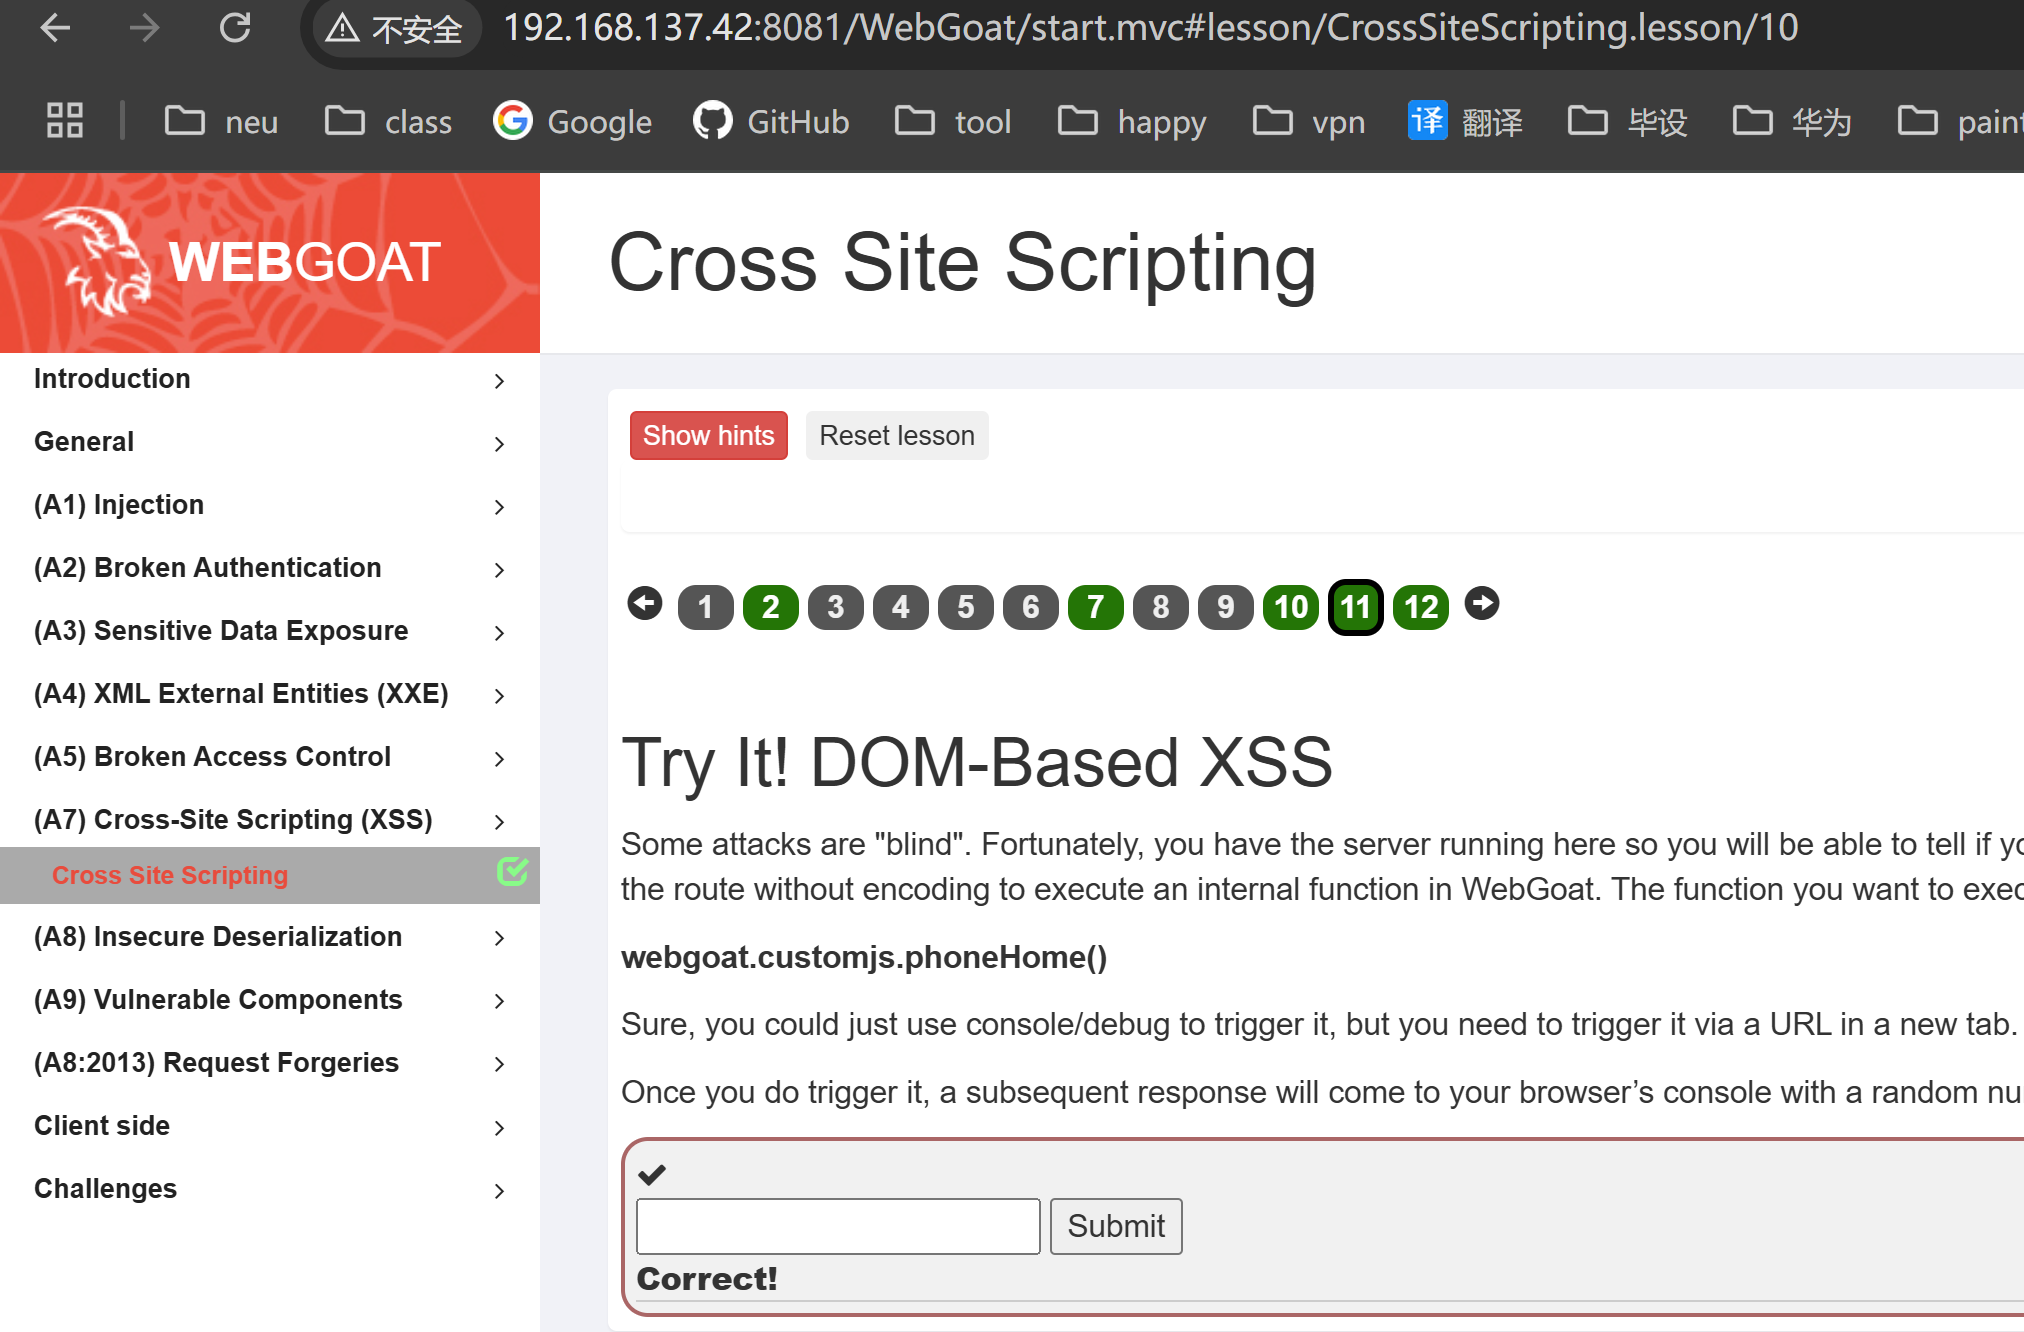 不安全 192.168.137.42:8081/WebGoat/start.mvc#lesson/CrossSiteScripting.lesson/10
neu class Google GitHub tool happy vpn 译 翻译 毕设 华为 paint
WEBGOAT
Cross Site Scripting
Introduction
General
(A1) Injection
(A2) Broken Authentication
(A3) Sensitive Data Exposure
(A4) XML External Entities (XXE)
(A5) Broken Access Control
(A7) Cross-Site Scripting (XSS)
Cross Site Scripting
(A8) Insecure Deserialization
(A9) Vulnerable Components
(A8:2013) Request Forgeries
Client side
Challenges
Show hints Reset lesson
1 2 3 4 5 6 7 8 9 10 11 12
Try It! DOM-Based XSS
Some attacks are "blind". Fortunately, you have the server running here so you will be able to tell if
the route without encoding to execute an internal function in WebGoat. The function you want to
webgoat.customjs.phoneHome()
Sure, you could just use console/debug to trigger it, but you need to trigger it via a URL in a new tab.
Once you do trigger it, a subsequent response will come to your browser’s console with a random
Submit
Correct!